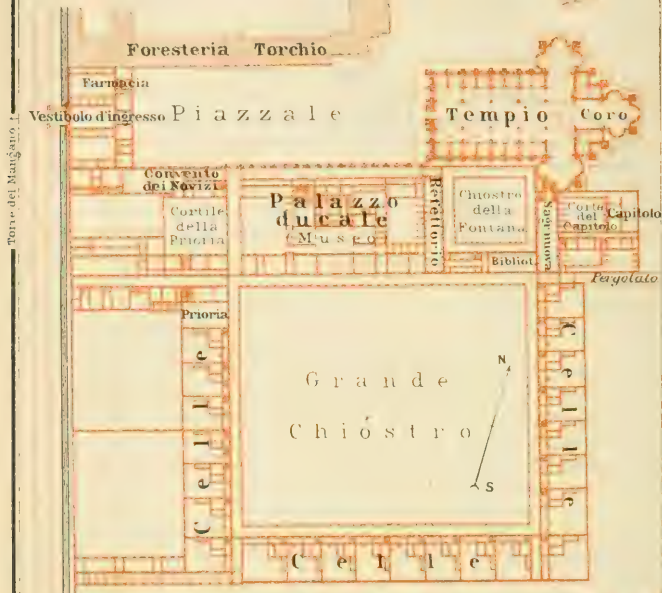 Foresteria Torchio
Farmacia
Vestibolo d'ingresso
Piazzale
Tempio
Coro
Torre del Mangano
Convento
dei Novizi
Cortile
della
Prioria
Palazzo
ducale
(Museo)
Refettorio
Chiostro
della
Fontana
Bibliot.
Sagr. nuova
Corte
del
Capitolo
Capitolo
Pergolato
Prioria
Celle
Grande
Chiostro
N
S
Celle
Celle